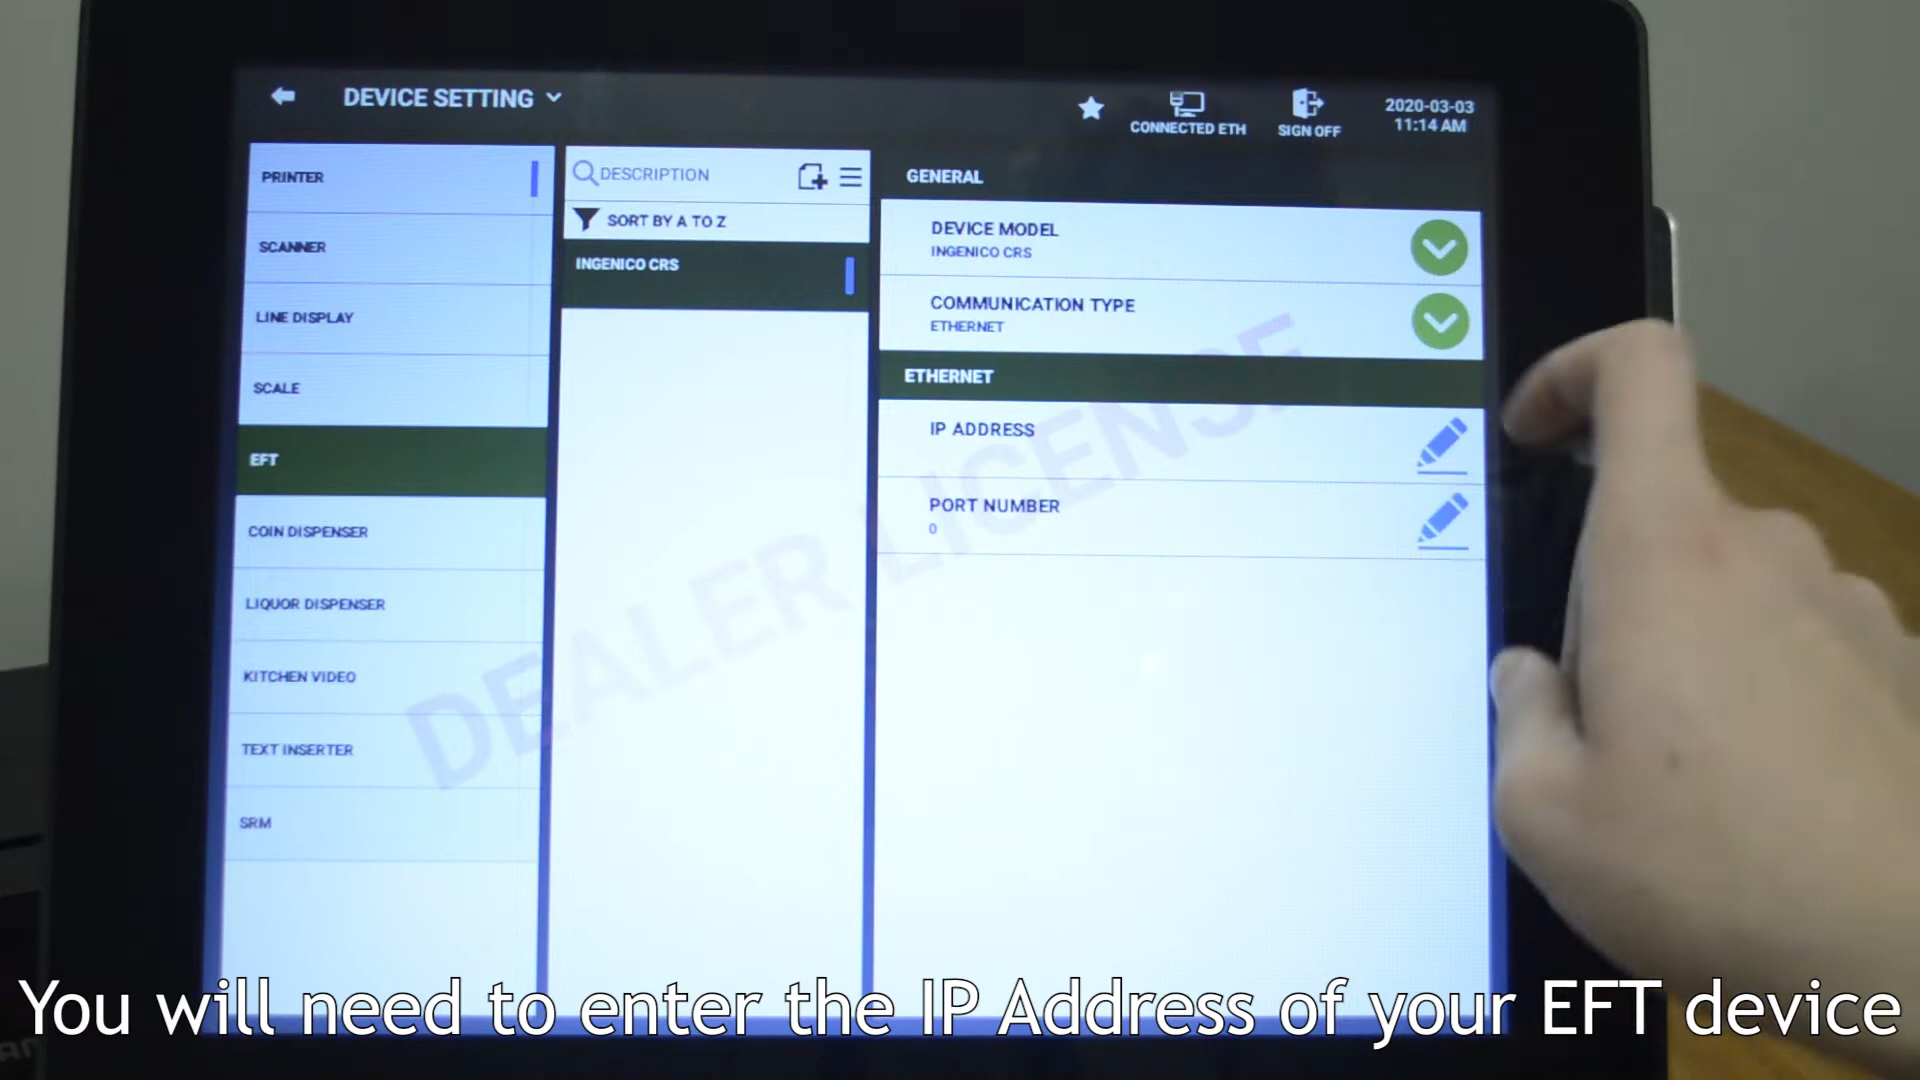 DEVICE SETTING
CONNECTED ETH
SIGN OFF
2020-03-03
11:14 AM
PRINTER
SCANNER
LINE DISPLAY
SCALE
EFT
COIN DISPENSER
LIQUOR DISPENSER
KITCHEN VIDEO
TEXT INSERTER
SRM
DESCRIPTION
SORT BY A TO Z
INGENICO CRS
GENERAL
DEVICE MODEL
INGENICO CRS
COMMUNICATION TYPE
ETHERNET
ETHERNET
IP ADDRESS
PORT NUMBER
0
DEALER LICENSE
You will need to enter the IP Address of your EFT device